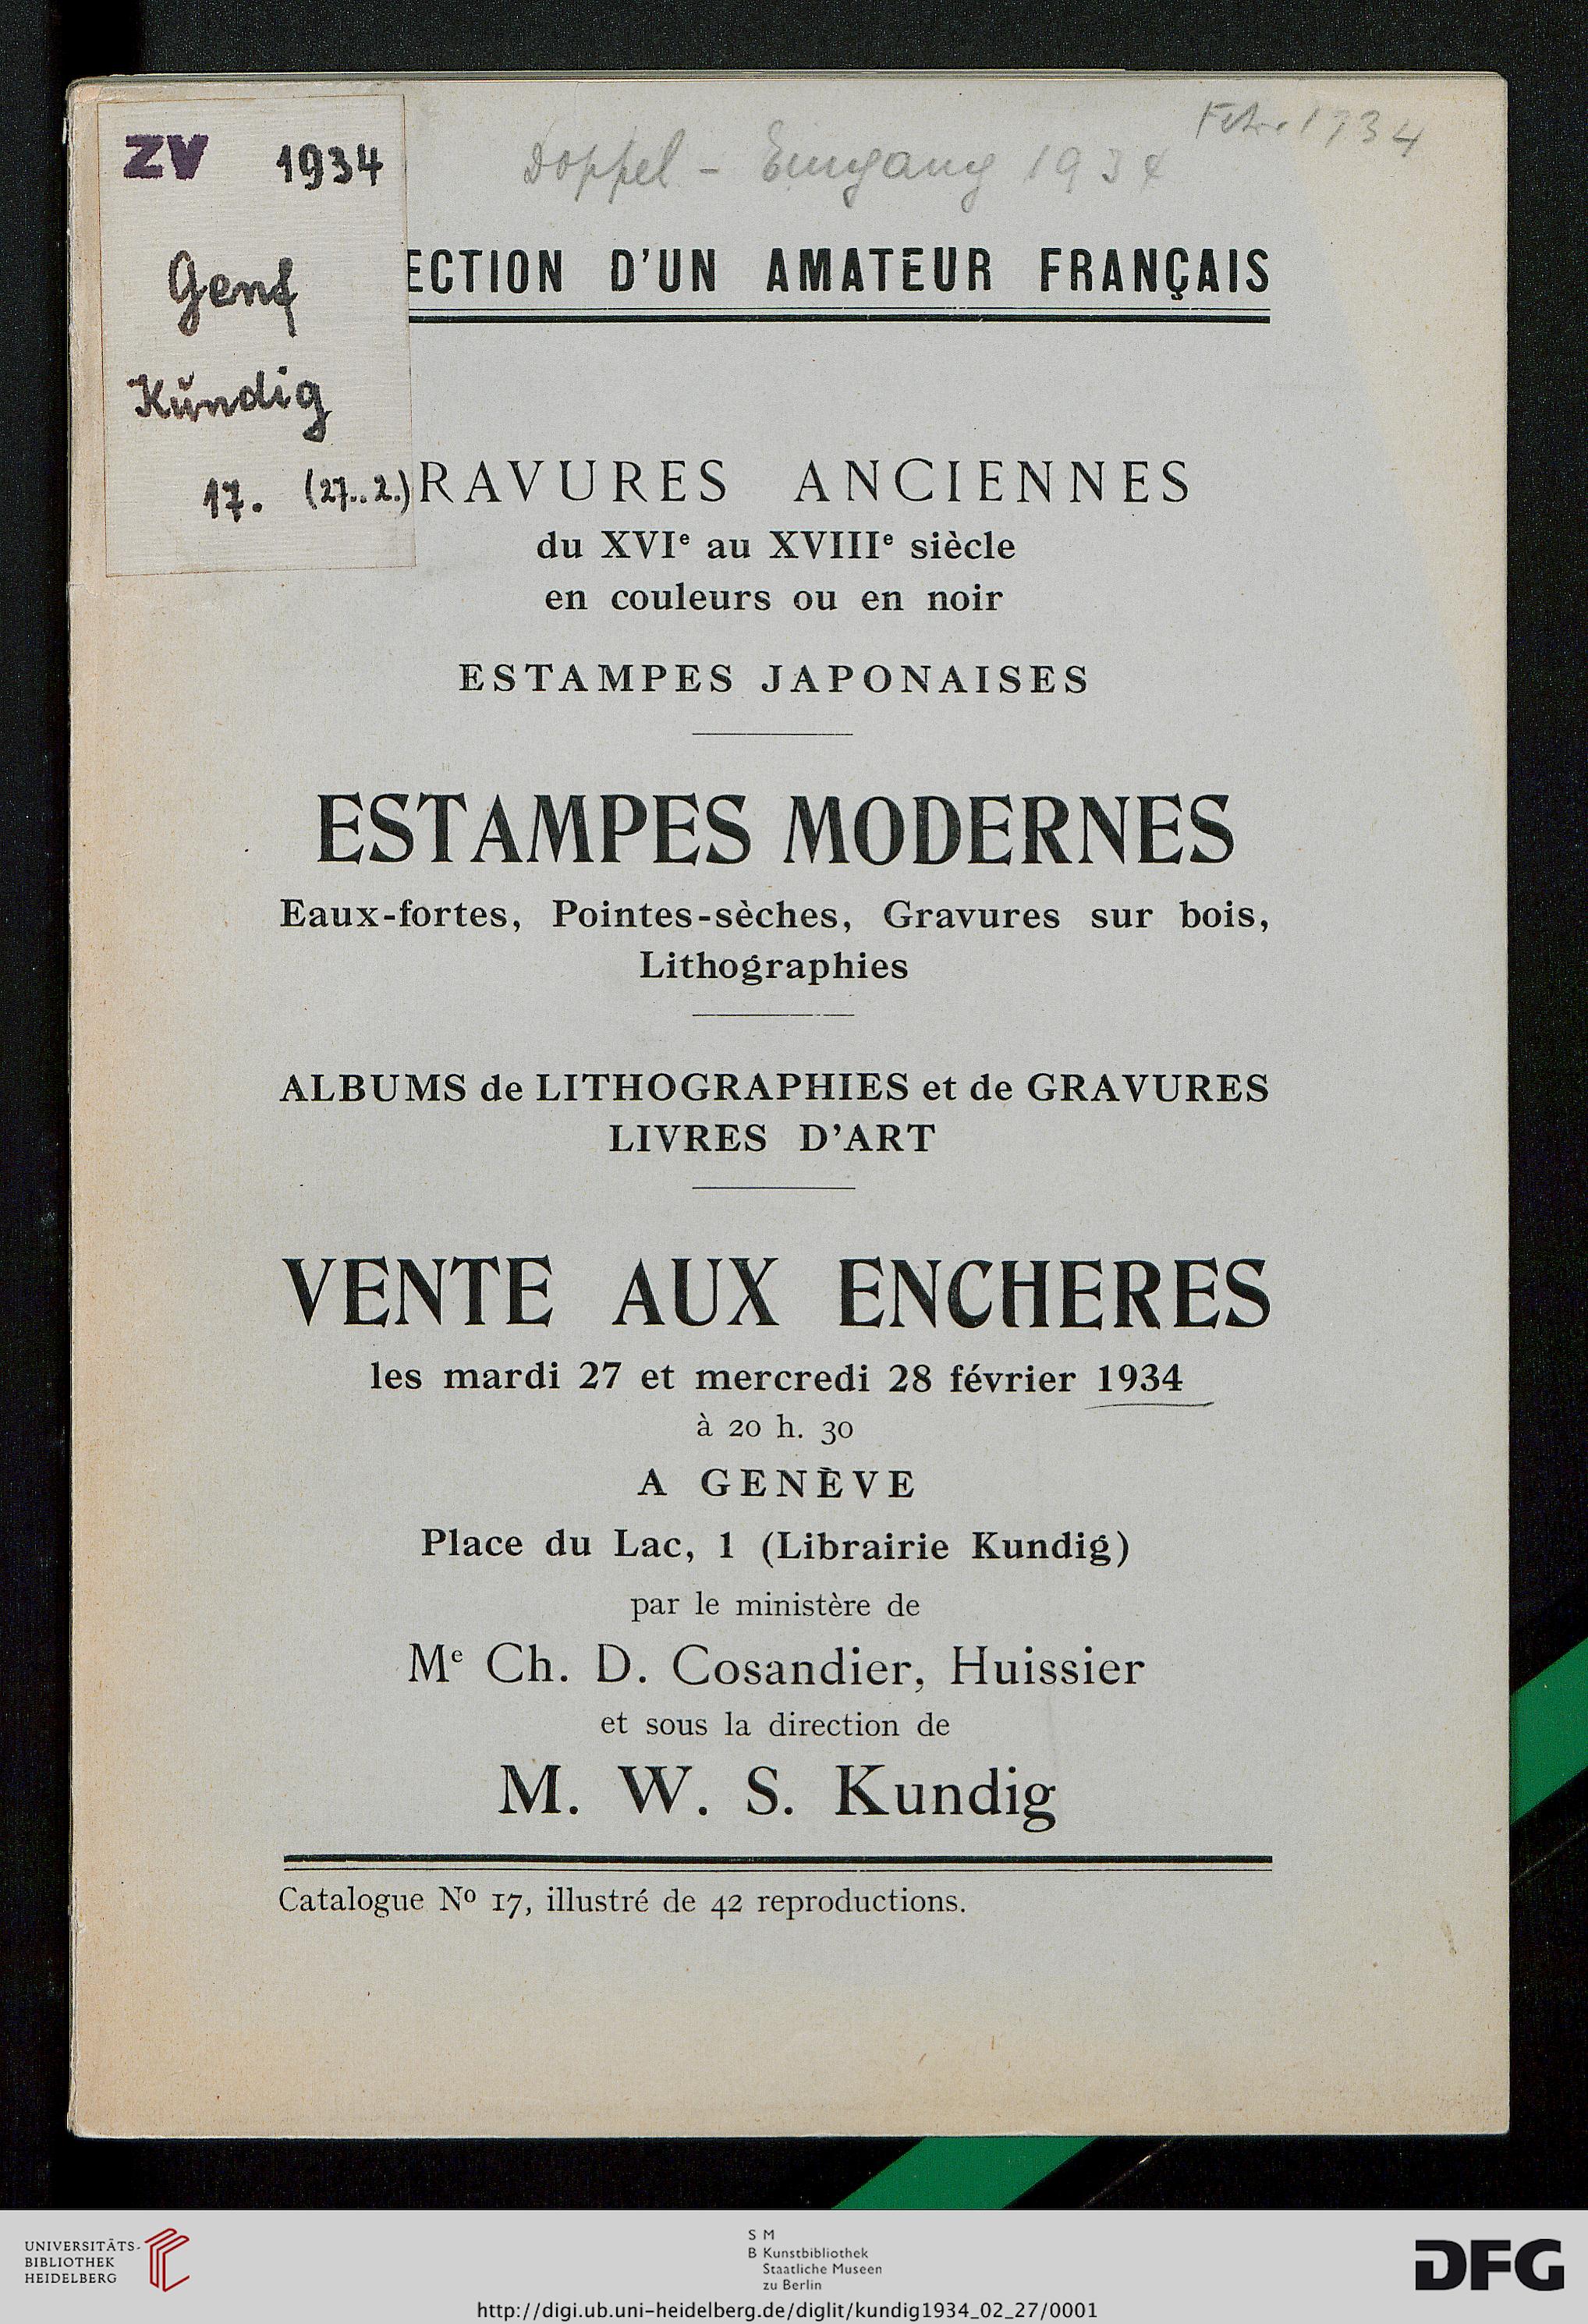 ZV 1934
Genf
Kündig
17. (27..2.)
Doppel - Eingang 1934
Febr. 1934
ECTION D'UN AMATEUR FRANÇAIS
RAVURES ANCIENNES
du XVIe au XVIIIe siècle
en couleurs ou en noir
ESTAMPES JAPONAISES
ESTAMPES MODERNES
Eaux-fortes, Pointes-sèches, Gravures sur bois,
Lithographies
ALBUMS de LITHOGRAPHIES et de GRAVURES
LIVRES D'ART
VENTE AUX ENCHERES
les mardi 27 et mercredi 28 février 1934
à 20 h. 30
A GENÈVE
Place du Lac, 1 (Librairie Kundig)
par le ministère de
Me Ch. D. Cosandier, Huissier
et sous la direction de
M. W. S. Kundig
Catalogue No 17, illustré de 42 reproductions.
UNIVERSITÄTS-
BIBLIOTHEK
HEIDELBERG
S M
B Kunstbibliothek
Staatliche Museen
zu Berlin
DFG
http://digi.ub.uni-heidelberg.de/diglit/kundig1934_02_27/0001